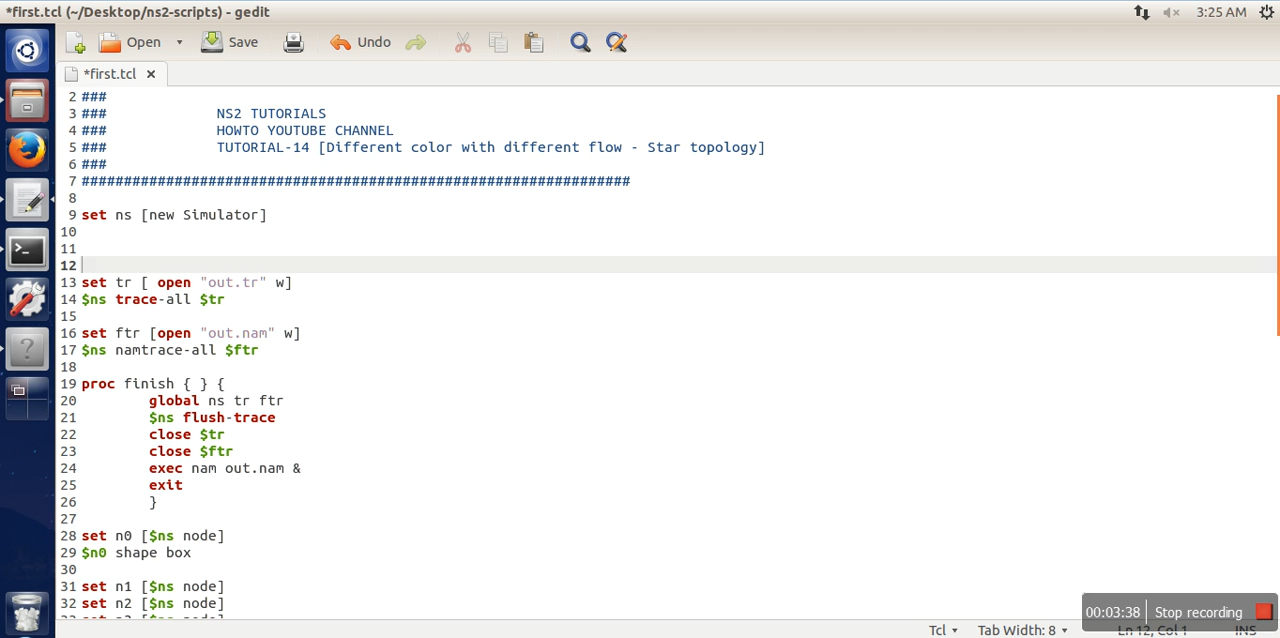 *first.tcl (~/Desktop/ns2-scripts) - gedit
3:25 AM
Open
Save
Undo
*first.tcl ×
2 ###
3 ### NS2 TUTORIALS
4 ### HOWTO YOUTUBE CHANNEL
5 ### TUTORIAL-14 [Different color with different flow - Star topology]
6 ###
7 #################################################################
8
9 set ns [new Simulator]
10
11
12
13 set tr [ open "out.tr" w]
14 $ns trace-all $tr
15
16 set ftr [open "out.nam" w]
17 $ns namtrace-all $ftr
18
19 proc finish { } {
20 global ns tr ftr
21 $ns flush-trace
22 close $tr
23 close $ftr
24 exec nam out.nam &
25 exit
26 }
27
28 set n0 [$ns node]
29 $n0 shape box
30
31 set n1 [$ns node]
32 set n2 [$ns node]
00:03:38 Stop recording
Tcl Tab Width: 8 Ln 12, Col 1 INS